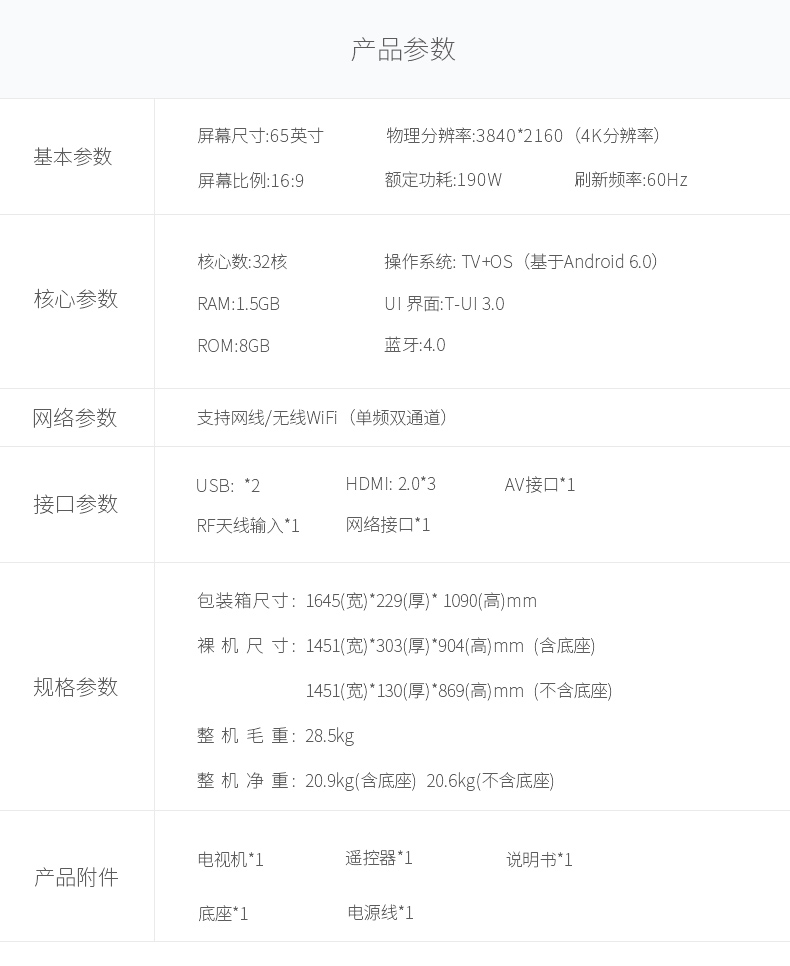 产品参数
基本参数
屏幕尺寸:65英寸 物理分辨率:3840*2160（4K分辨率）
屏幕比例:16:9 额定功耗:190W 刷新频率:60Hz
核心参数
核心数:32核 操作系统: TV+OS（基于Android 6.0）
RAM:1.5GB UI 界面:T-UI 3.0
ROM:8GB 蓝牙:4.0
网络参数
支持网线/无线WiFi（单频双通道）
接口参数
USB: *2 HDMI: 2.0*3 AV接口*1
RF天线输入*1 网络接口*1
规格参数
包装箱尺寸: 1645(宽)*229(厚)* 1090(高)mm
裸 机 尺 寸: 1451(宽)*303(厚)*904(高)mm (含底座)
1451(宽)*130(厚)*869(高)mm (不含底座)
整 机 毛 重: 28.5kg
整 机 净 重: 20.9kg(含底座) 20.6kg(不含底座)
产品附件
电视机*1 遥控器*1 说明书*1
底座*1 电源线*1